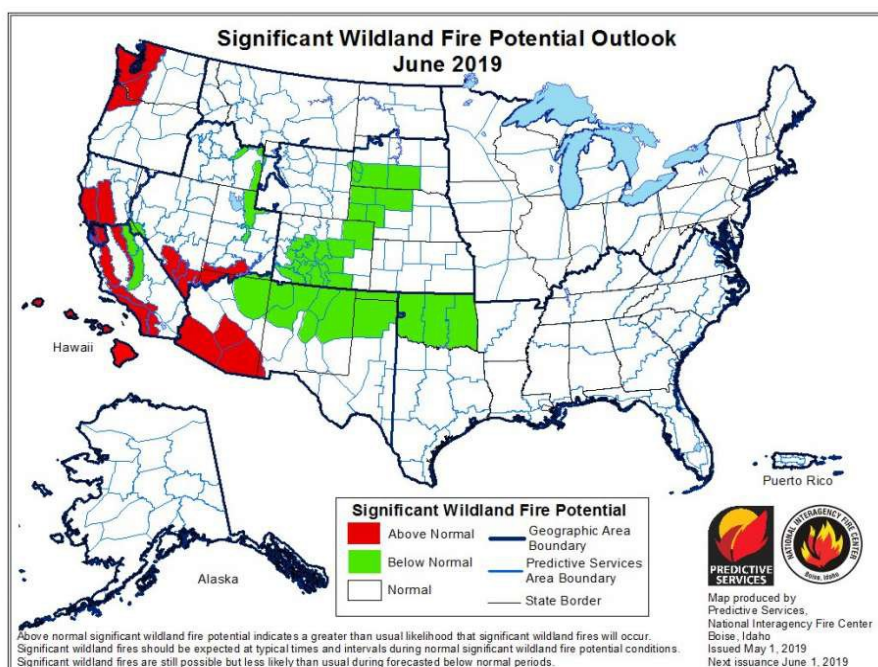 Significant Wildland Fire Potential Outlook
June 2019
Hawaii
Alaska
Puerto Rico
Significant Wildland Fire Potential
Above Normal
Below Normal
Normal
Geographic Area
Boundary
Predictive Services
Area Boundary
State Border
PREDICTIVE
SERVICES
NATIONAL INTERAGENCY FIRE CENTER
Boise, Idaho
Map produced by
Predictive Services,
National Interagency Fire Center
Boise, Idaho
Issued May 1, 2019
Next issuance June 1, 2019
Above normal significant wildland fire potential indicates a greater than usual likelihood that significant wildland fires will occur.
Significant wildland fires should be expected at typical times and intervals during normal significant wildland fire potential conditions.
Significant wildland fires are still possible but less likely than usual during forecasted below normal periods.